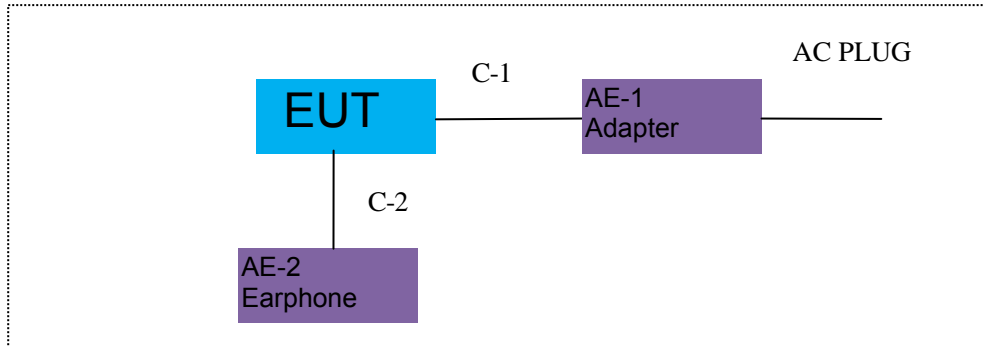 AC PLUG
C-1
EUT
AE-1
Adapter
C-2
AE-2
Earphone